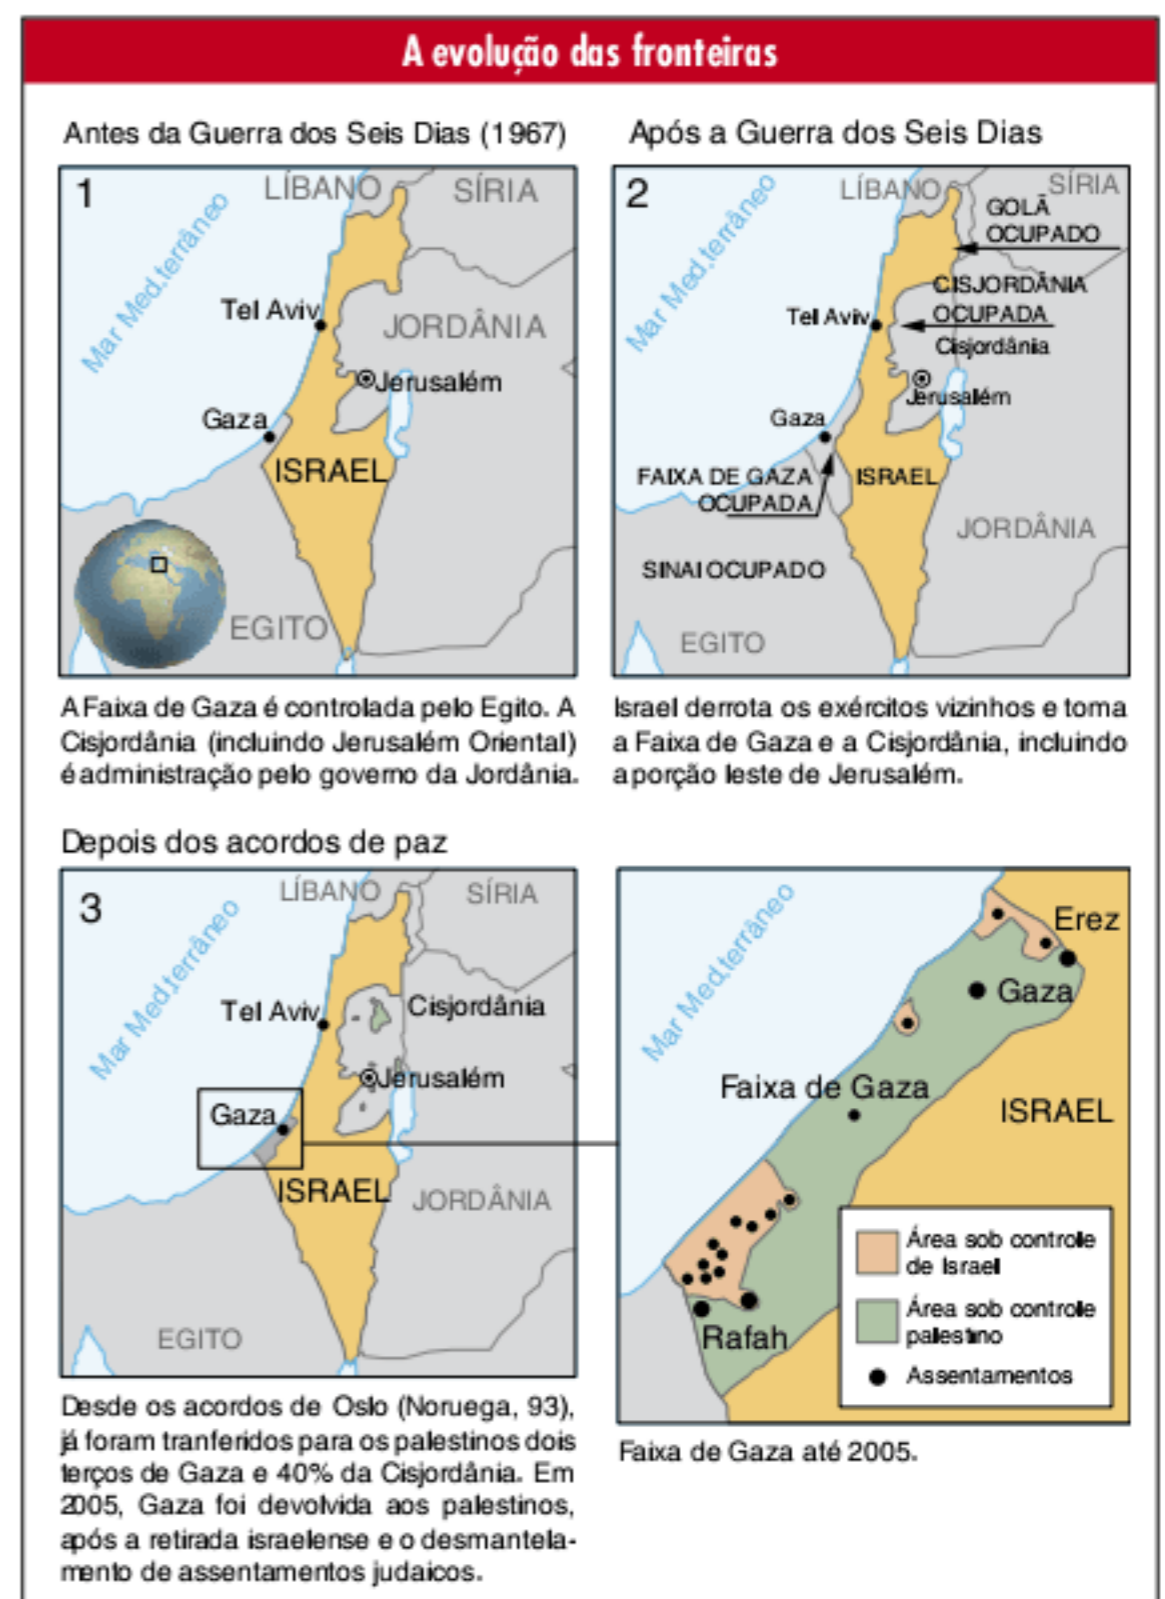 A evolução das fronteiras
Antes da Guerra dos Seis Dias (1967)
1
LÍBANO
SÍRIA
Mar Med.terrâneo
Tel Aviv
JORDÂNIA
Jerusalém
Gaza
ISRAEL
EGITO
A Faixa de Gaza é controlada pelo Egito. A
Cisjordânia (incluindo Jerusalém Oriental)
é administração pelo governo da Jordânia.
Após a Guerra dos Seis Dias
2
LÍBANO
SÍRIA
GOLÃ
OCUPADO
Mar Med.terrâneo
CISJORDÂNIA
OCUPADA
Tel Aviv
Cisjordânia
Jerusalém
Gaza
FAIXA DE GAZA
OCUPADA
ISRAEL
JORDÂNIA
SINAI OCUPADO
EGITO
Israel derrota os exércitos vizinhos e toma
a Faixa de Gaza e a Cisjordânia, incluindo
a porção leste de Jerusalém.
Depois dos acordos de paz
3
LÍBANO
SÍRIA
Mar Med.terrâneo
Tel Aviv
Cisjordânia
Jerusalém
Gaza
ISRAEL
JORDÂNIA
EGITO
Desde os acordos de Oslo (Noruega, 93),
já foram tranferidos para os palestinos dois
terços de Gaza e 40% da Cisjordânia. Em
2005, Gaza foi devolvida aos palestinos,
após a retirada israelense e o desmantela-
mento de assentamentos judaicos.
Mar Med.terrâneo
Erez
Gaza
Faixa de Gaza
ISRAEL
Rafah
Área sob controle
de Israel
Área sob controle
palestino
Assentamentos
Faixa de Gaza até 2005.